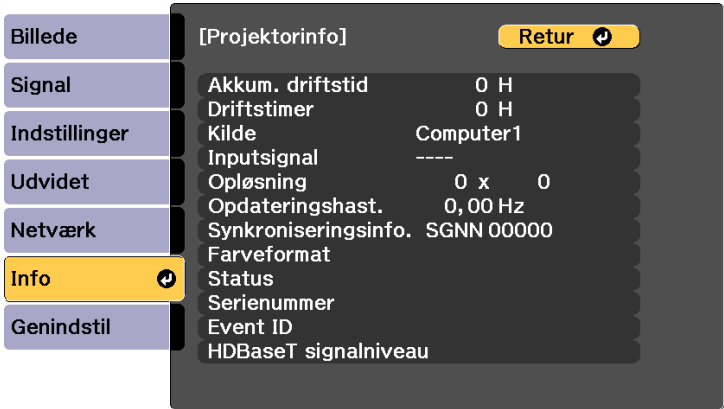 Billede
Signal
Indstillinger
Udvidet
Netværk
Info
Genindstil
[Projektorinfo] Retur
Akkum. driftstid 0 H
Driftstimer 0 H
Kilde Computer1
Inputsignal ----
Opløsning 0 x 0
Opdateringshast. 0,00 Hz
Synkroniseringsinfo. SGNN 00000
Farveformat
Status
Serienummer
Event ID
HDBaseT signalniveau